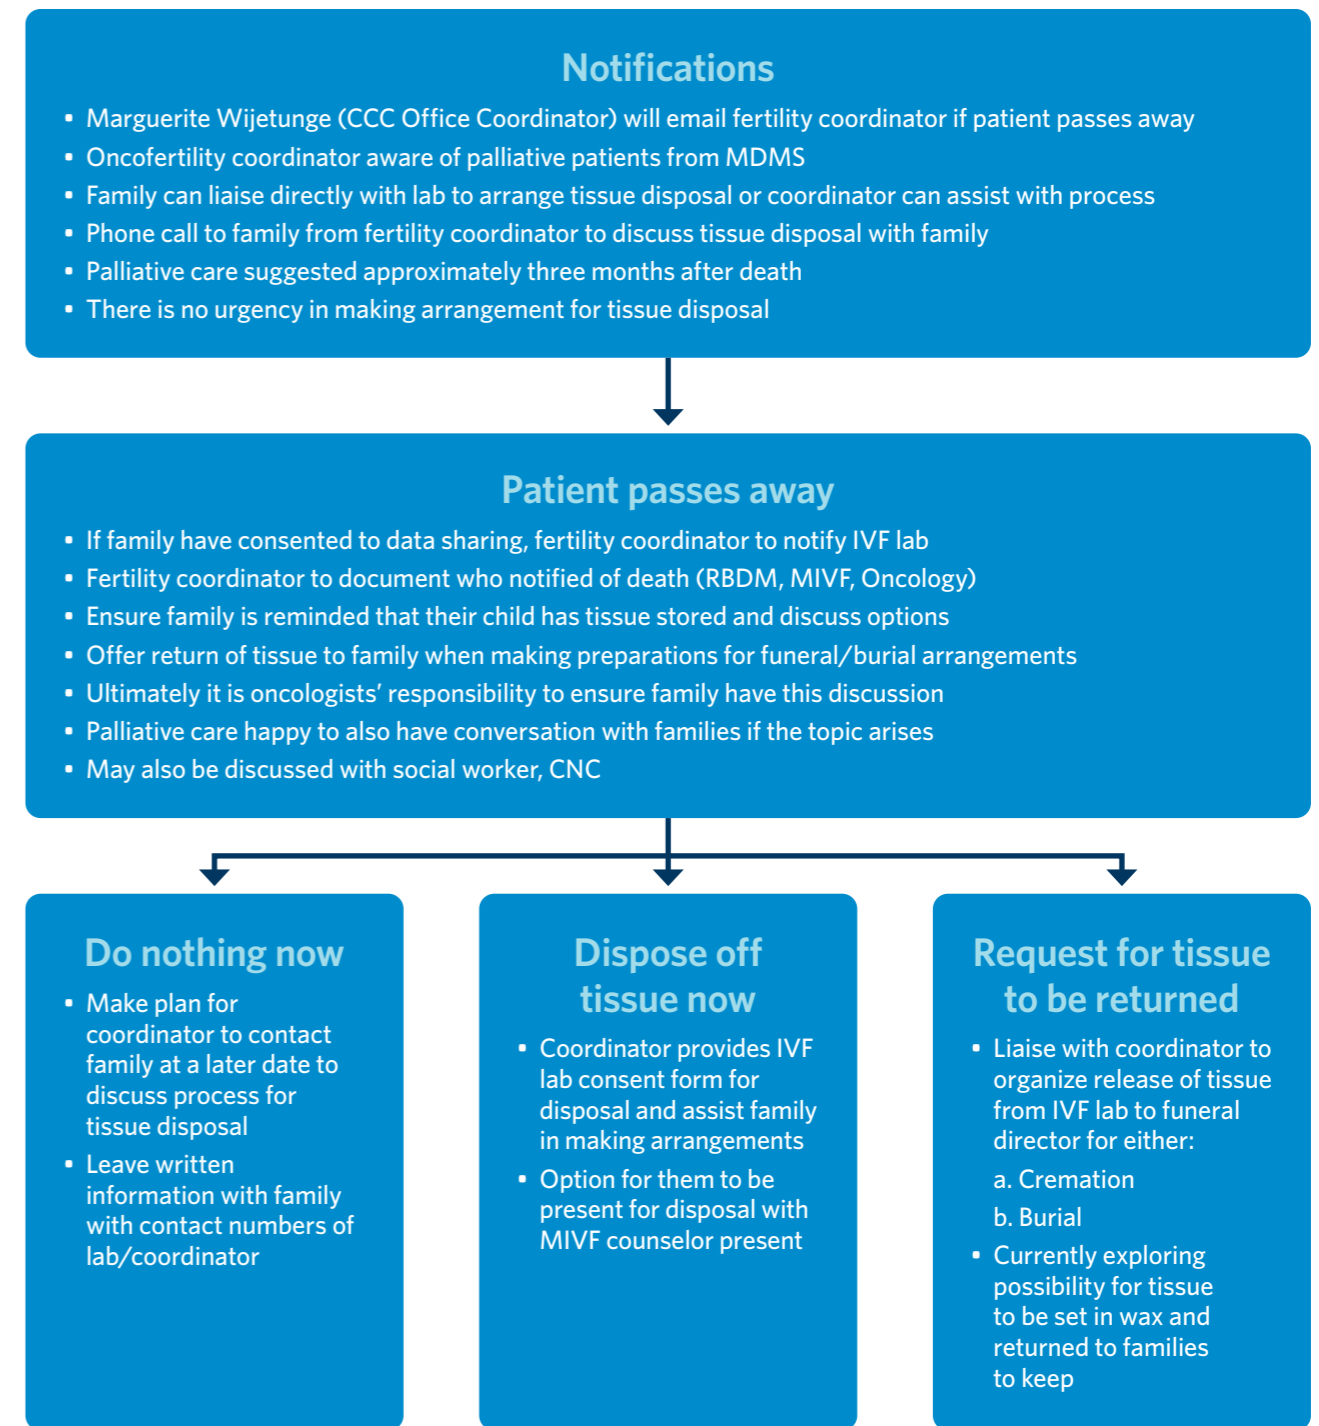 Notifications
• Marguerite Wijetunge (CCC Office Coordinator) will email fertility coordinator if patient passes away
• Oncofertility coordinator aware of palliative patients from MDMS
• Family can liaise directly with lab to arrange tissue disposal or coordinator can assist with process
• Phone call to family from fertility coordinator to discuss tissue disposal with family
• Palliative care suggested approximately three months after death
• There is no urgency in making arrangement for tissue disposal
Patient passes away
• If family have consented to data sharing, fertility coordinator to notify IVF lab
• Fertility coordinator to document who notified of death (RBDM, MIVF, Oncology)
• Ensure family is reminded that their child has tissue stored and discuss options
• Offer return of tissue to family when making preparations for funeral/burial arrangements
• Ultimately it is oncologists’ responsibility to ensure family have this discussion
• Palliative care happy to also have conversation with families if the topic arises
• May also be discussed with social worker, CNC
Do nothing now
• Make plan for
coordinator to contact
family at a later date to
discuss process for
tissue disposal
• Leave written
information with family
with contact numbers of
lab/coordinator
Dispose off
tissue now
• Coordinator provides IVF
lab consent form for
disposal and assist family
in making arrangements
• Option for them to be
present for disposal with
MIVF counselor present
Request for tissue
to be returned
• Liaise with coordinator to
organize release of tissue
from IVF lab to funeral
director for either:
a. Cremation
b. Burial
• Currently exploring
possibility for tissue
to be set in wax and
returned to families
to keep